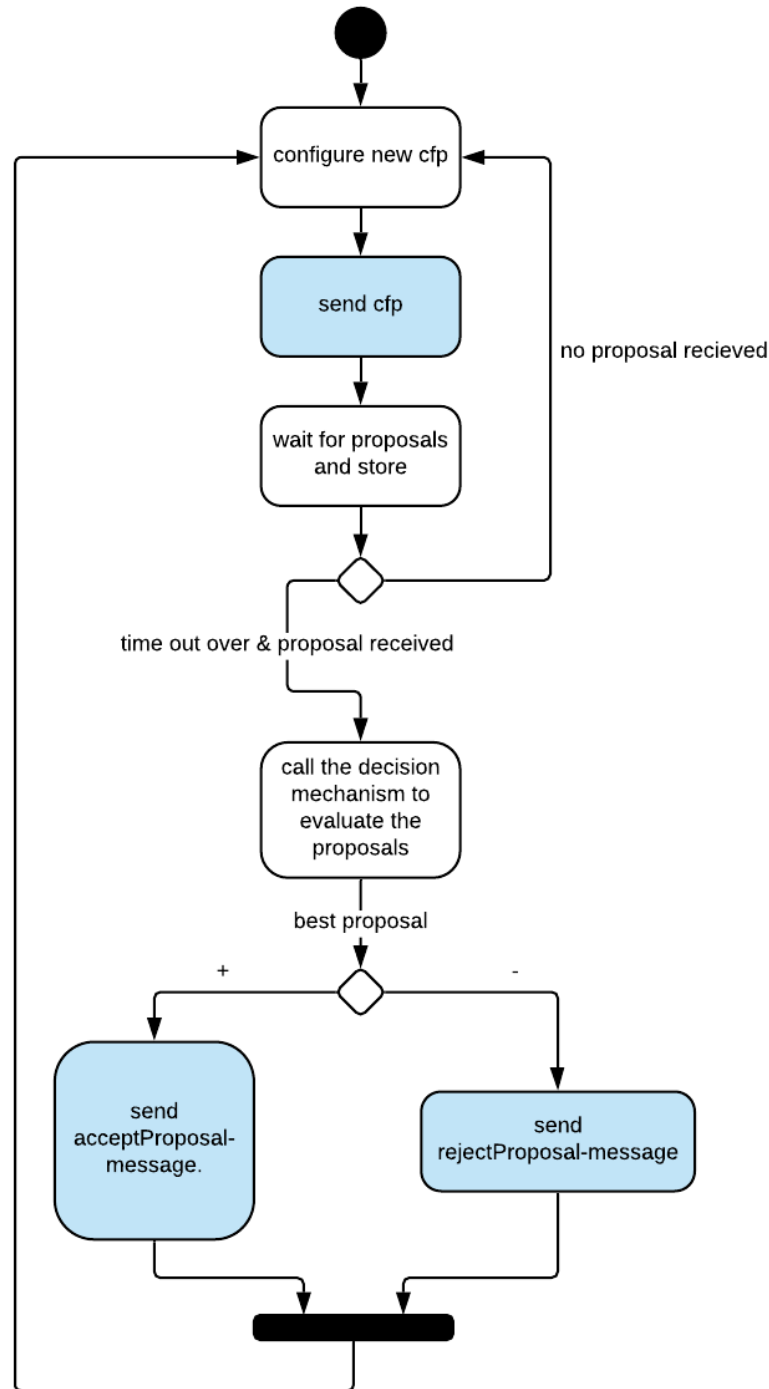 configure new cfp
send cfp
no proposal recieved
wait for proposals
and store
time out over & proposal received
call the decision
mechanism to
evaluate the
proposals
best proposal
+
-
send
acceptProposal-
message.
send
rejectProposal-message